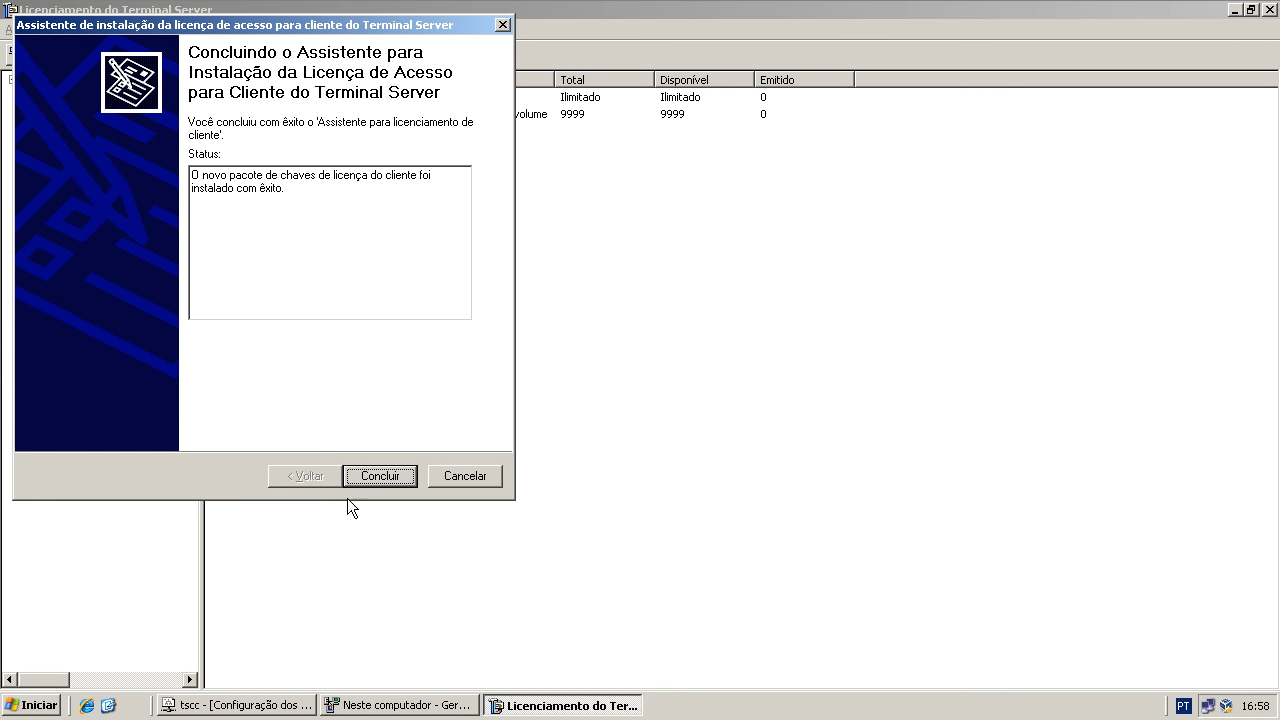 Licenciamento do Terminal Server
Assistente de instalação da licença de acesso para cliente do Terminal Server
Concluindo o Assistente para
Instalação da Licença de Acesso
para Cliente do Terminal Server
Você concluiu com êxito o 'Assistente para licenciamento de
cliente'.
Status:
O novo pacote de chaves de licença do cliente foi
instalado com êxito.
< Voltar
Concluir
Cancelar
Total Disponível Emitido
Ilimitado Ilimitado 0
volume 9999 9999 0
Iniciar
tscc - [Configuração dos ...
Neste computador - Ger...
Licenciamento do Ter...
PT
16:58